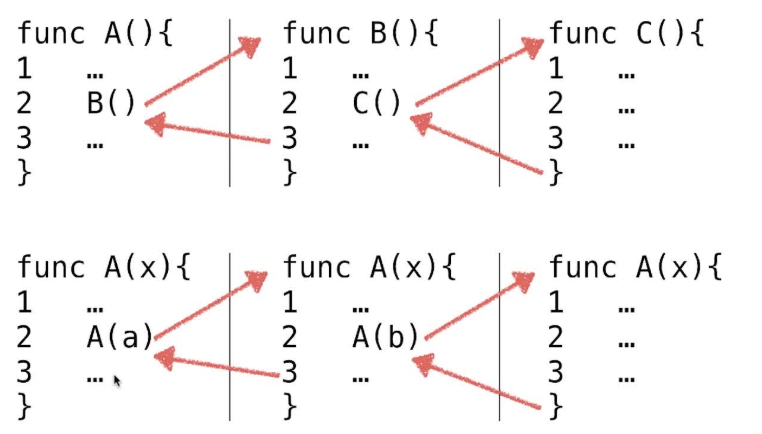 func A(){
1 …
2 B()
3 …
}
func B(){
1 …
2 C()
3 …
}
func C(){
1 …
2 …
3 …
}
func A(x){
1 …
2 A(a)
3 …
}
func A(x){
1 …
2 A(b)
3 …
}
func A(x){
1 …
2 …
3 …
}